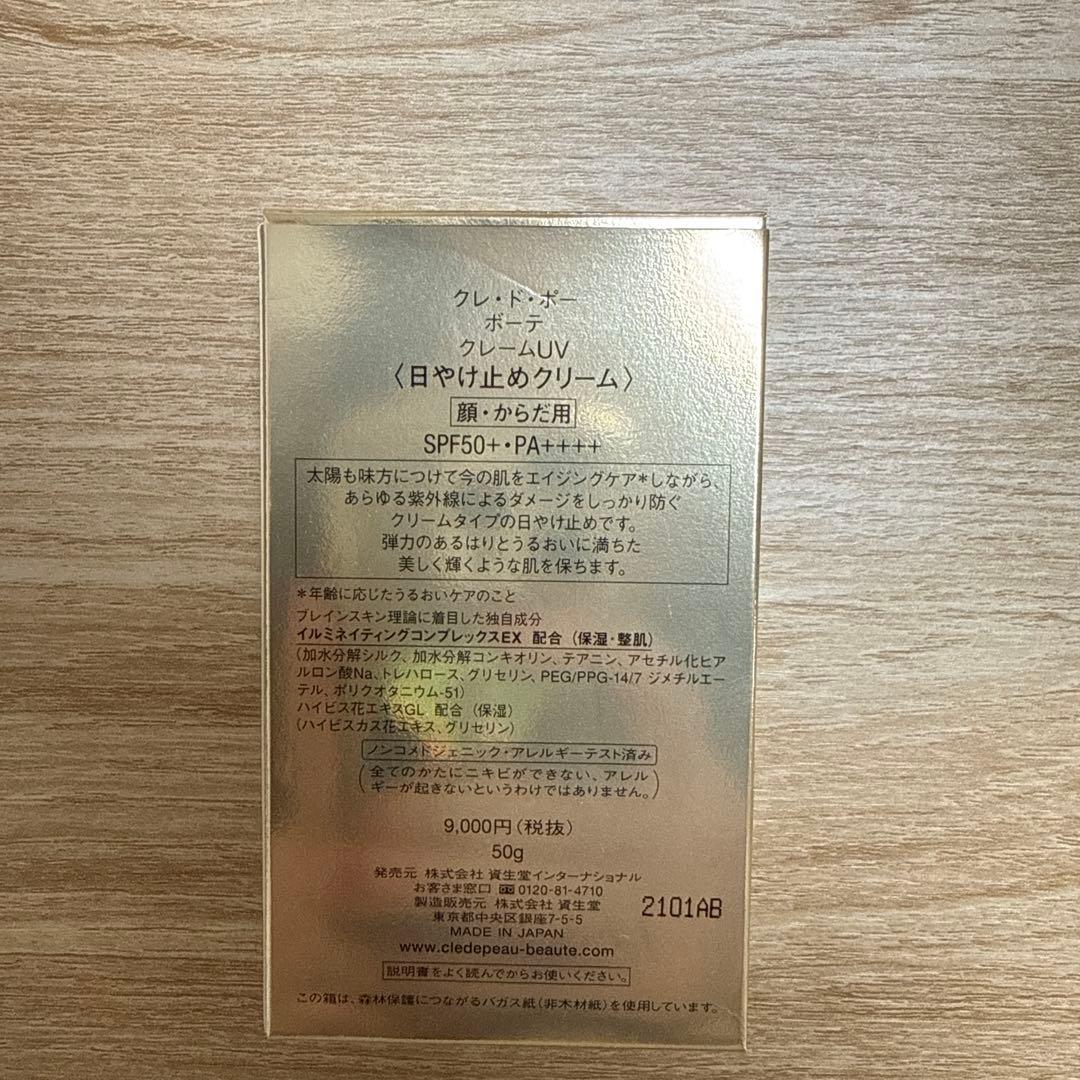 クレ・ド・ポー
ボーテ
クレームUV
〈日やけ止めクリーム〉
顔・からだ用
SPF50+・PA++++
太陽も味方につけて今の肌をエイジングケア*しながら、
あらゆる紫外線によるダメージをしっかり防ぐ
クリームタイプの日やけ止めです。
弾力のあるはりとうるおいに満ちた
美しく輝くような肌を保ちます。
*年齢に応じたうるおいケアのこと
ブレインスキン理論に着目した独自成分
イルミネイティングコンプレックスEX 配合（保湿・整肌）
（加水分解シルク、加水分解コンキオリン、テアニン、アセチル化ヒア
ルロン酸Na、トレハロース、グリセリン、PEG/PPG-14/7 ジメチルエー
テル、ポリクオタニウム-51）
ハイビス花エキスGL 配合（保湿）
（ハイビスカス花エキス、グリセリン）
ノンコメドジェニック・アレルギーテスト済み
（全てのかたにニキビができない、アレル
ギーが起きないというわけではありません。）
9,000円（税抜）
50g
発売元 株式会社 資生堂インターナショナル
お客さま窓口 0120-81-4710
製造販売元 株式会社 資生堂
東京都中央区銀座7-5-5
2101AB
MADE IN JAPAN
www.cledepeau-beaute.com
説明書をよく読んでからお使いください。
この箱は、森林保護につながるバガス紙（非木材紙）を使用しています。